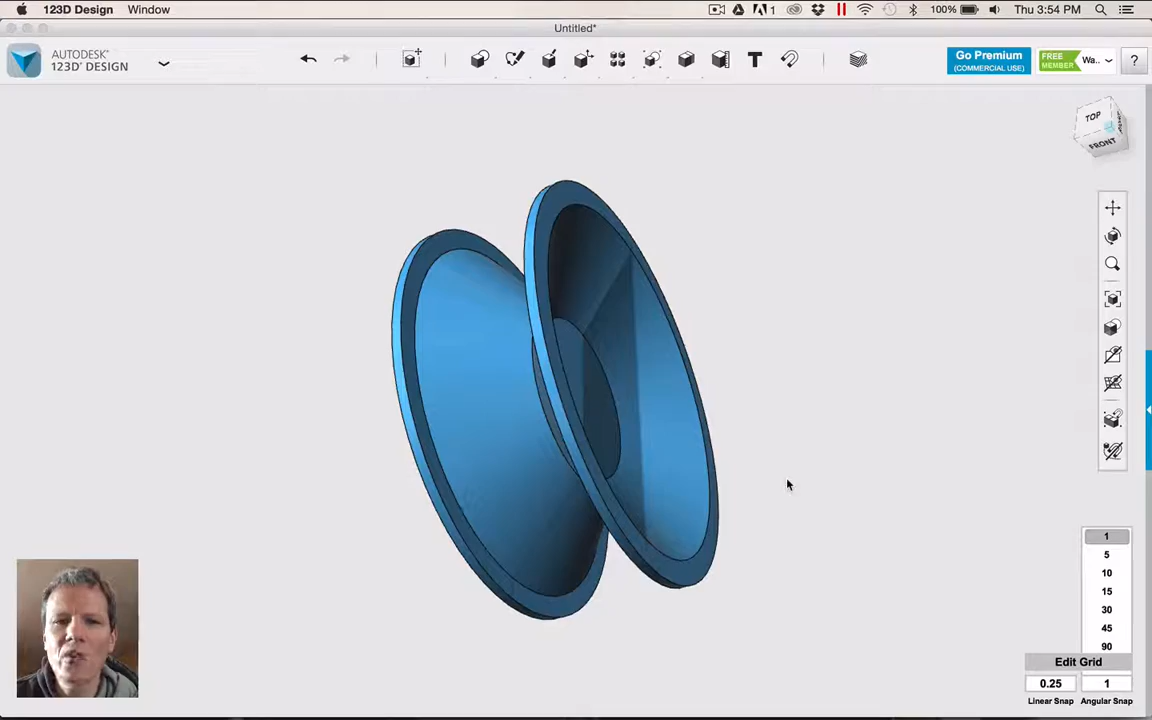 123D Design Window
100% Thu 3:54 PM
Untitled*
AUTODESK®
123D® DESIGN
Go Premium
(COMMERCIAL USE)
FREE
MEMBER
Wa..
?
TOP
FRONT
1
5
10
15
30
45
90
Edit Grid
0.25 1
Linear Snap Angular Snap